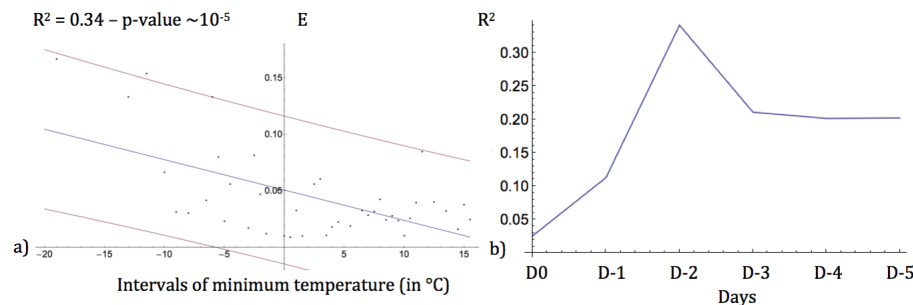 R² = 0.34 – p-value ~10⁻⁵
E
0.15
0.10
0.05
−20 −15 −10 −5 0 5 10 15
a)
Intervals of minimum temperature (in °C)
R²
0.30
0.25
0.20
0.15
0.10
0.05
b)
D0 D-1 D-2 D-3 D-4 D-5
Days